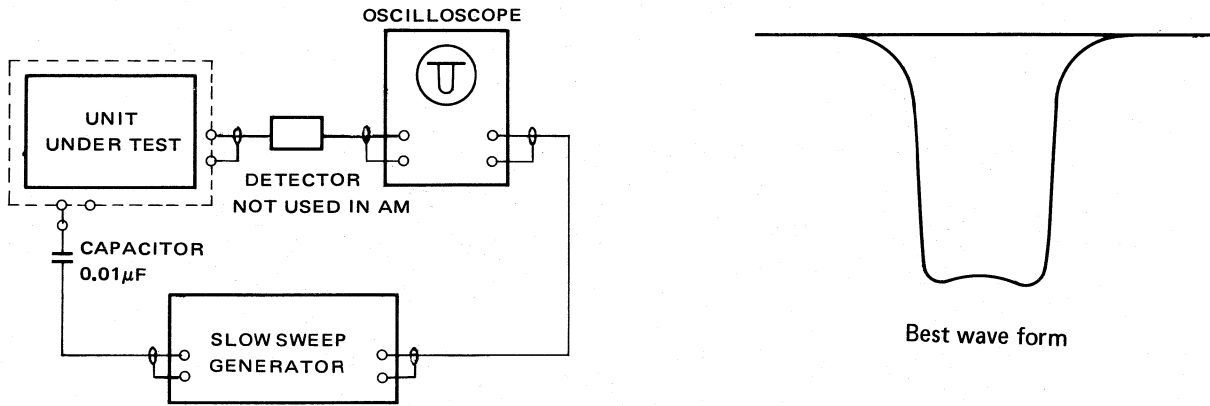 OSCILLOSCOPE
UNIT
UNDER TEST
DETECTOR
NOT USED IN AM
CAPACITOR
0.01μF
SLOW SWEEP
GENERATOR
Best wave form